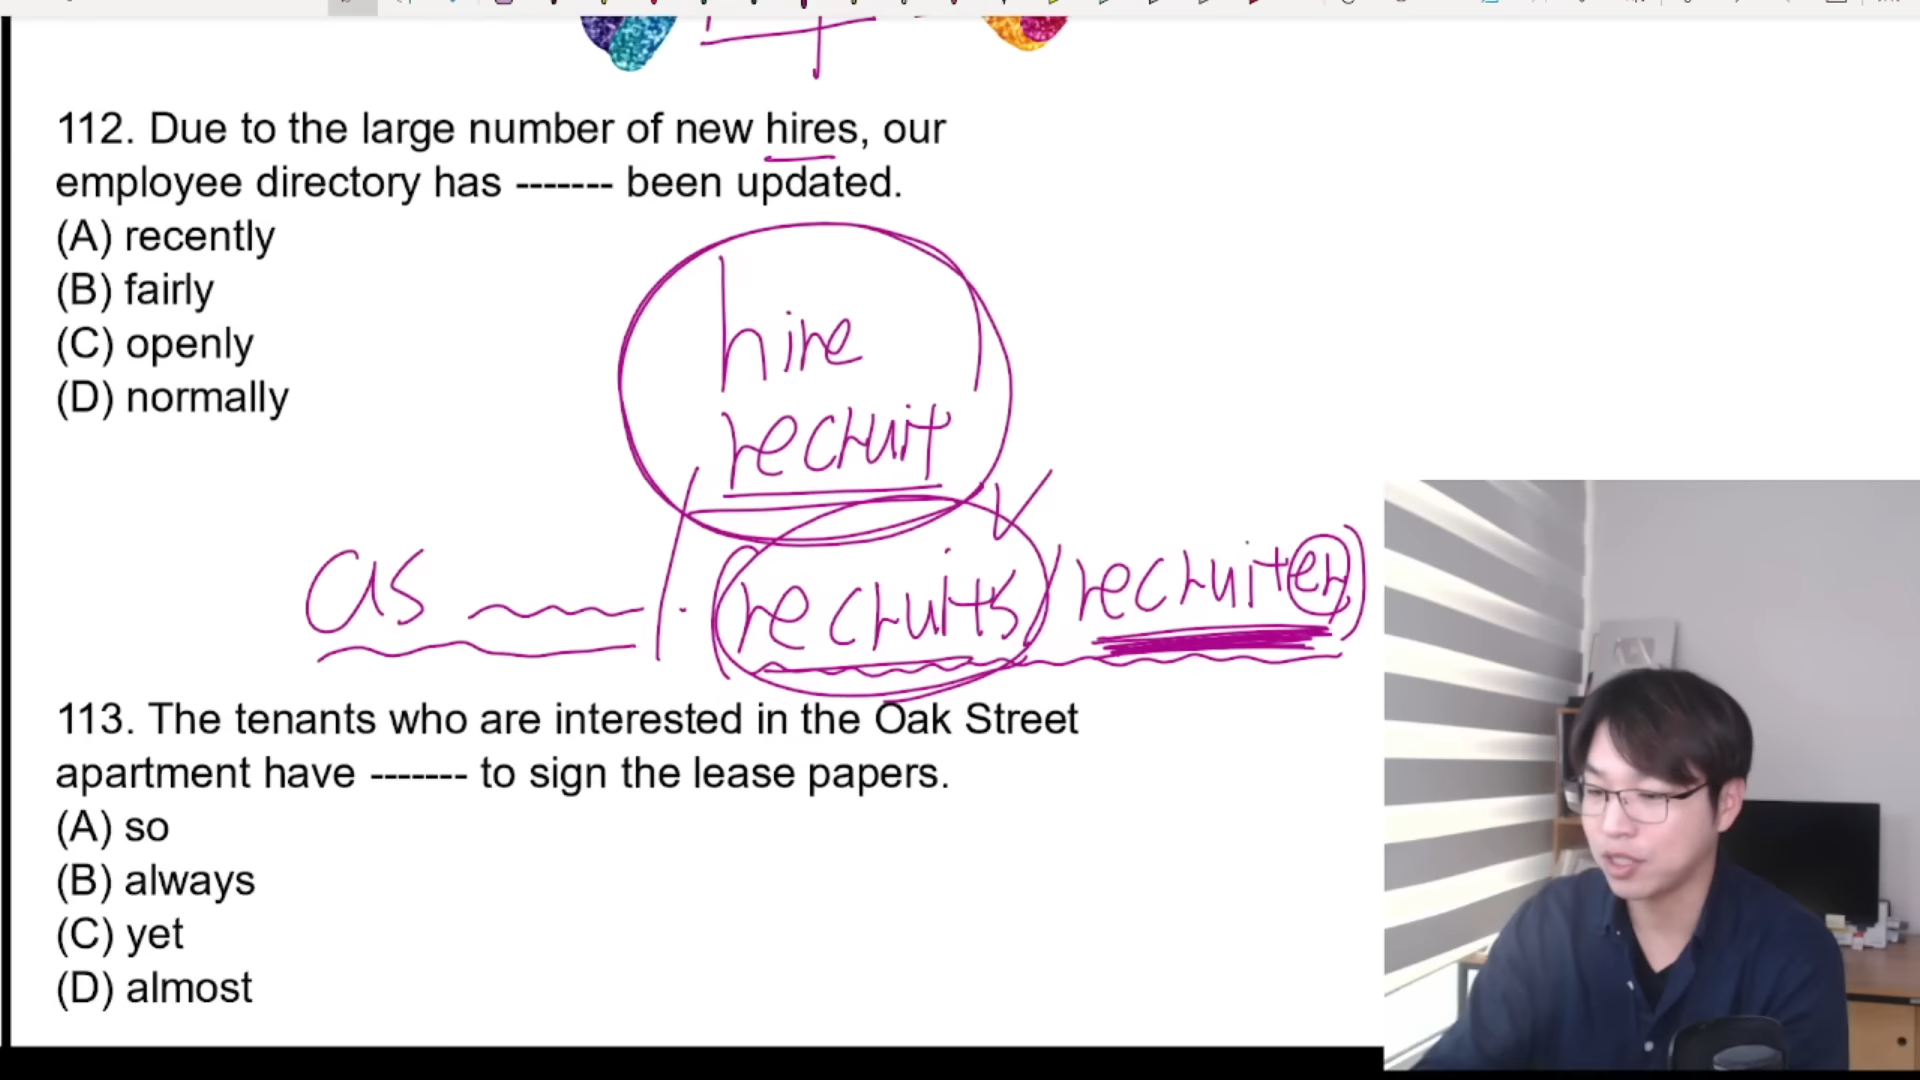 112. Due to the large number of new hires, our
employee directory has ------- been updated.
(A) recently
(B) fairly
(C) openly
(D) normally
hire
recruit
as recruits / recruiter
113. The tenants who are interested in the Oak Street
apartment have ------- to sign the lease papers.
(A) so
(B) always
(C) yet
(D) almost